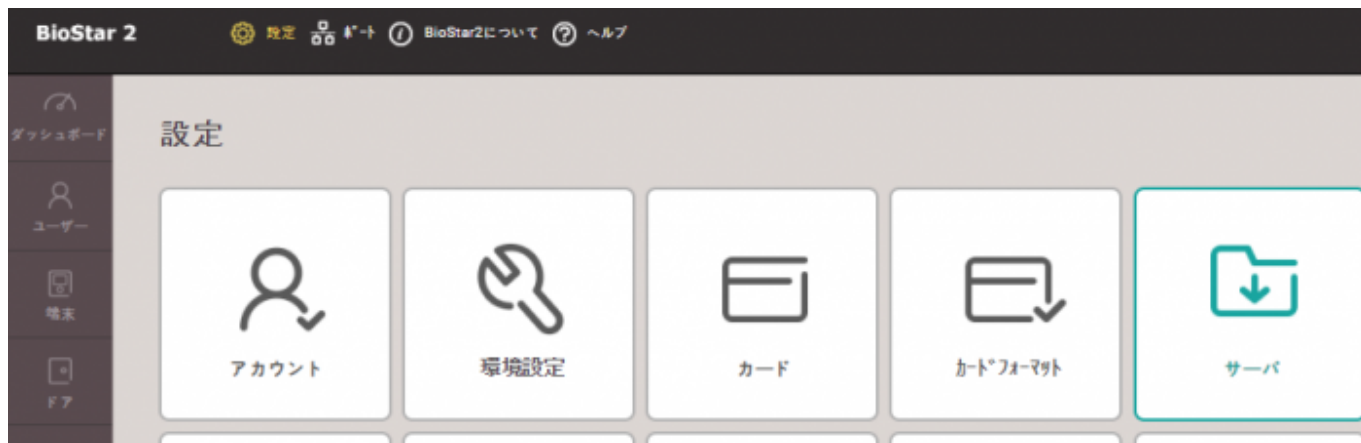 BioStar 2
設定 ﾎﾟｰﾄ BioStar2について ヘルプ
ダッシュボード
ユーザー
端末
ドア
設定
アカウント
環境設定
カード
ｶｰﾄﾞﾌｫｰﾏｯﾄ
サーバ